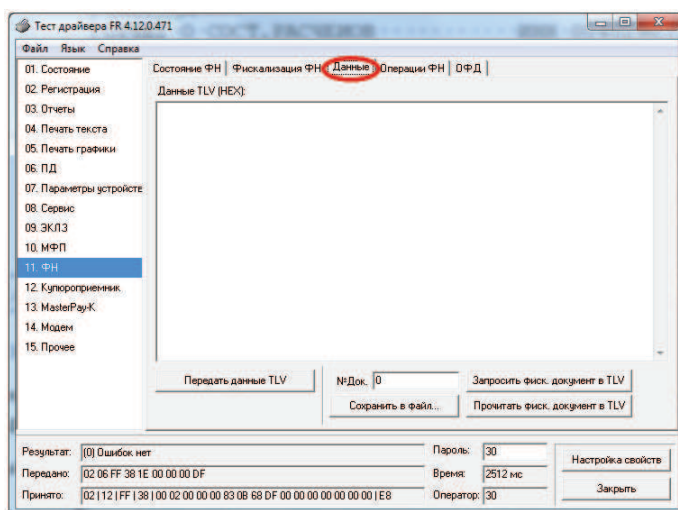 Тест драйвера FR 4.12.0.471
Файл Язык Справка
01. Состояние
02. Регистрация
03. Отчеты
04. Печать текста
05. Печать графики
06. ПД
07. Параметры устройств
08. Сервис
09. ЭКЛЗ
10. МФП
11. ФН
12. Купюроприемник
13. MasterPay-K
14. Модем
15. Прочее
Состояние ФН Фискализация ФН Данные Операции ФН ОФД
Данные TLV (HEX):
Передать данные TLV
№Док. 0
Запросить фиск. документ в TLV
Сохранить в файл...
Прочитать фиск. документ в TLV
Результат: (0) Ошибок нет
Пароль: 30
Настройка свойств
Передано: 02 06 FF 38 1E 00 00 00 DF
Время: 2512 мс
Принято: 02 | 12 | FF | 38 | 00 02 00 00 00 83 0B 68 DF 00 00 00 00 00 00 00 | E8
Оператор: 30
Закрыть